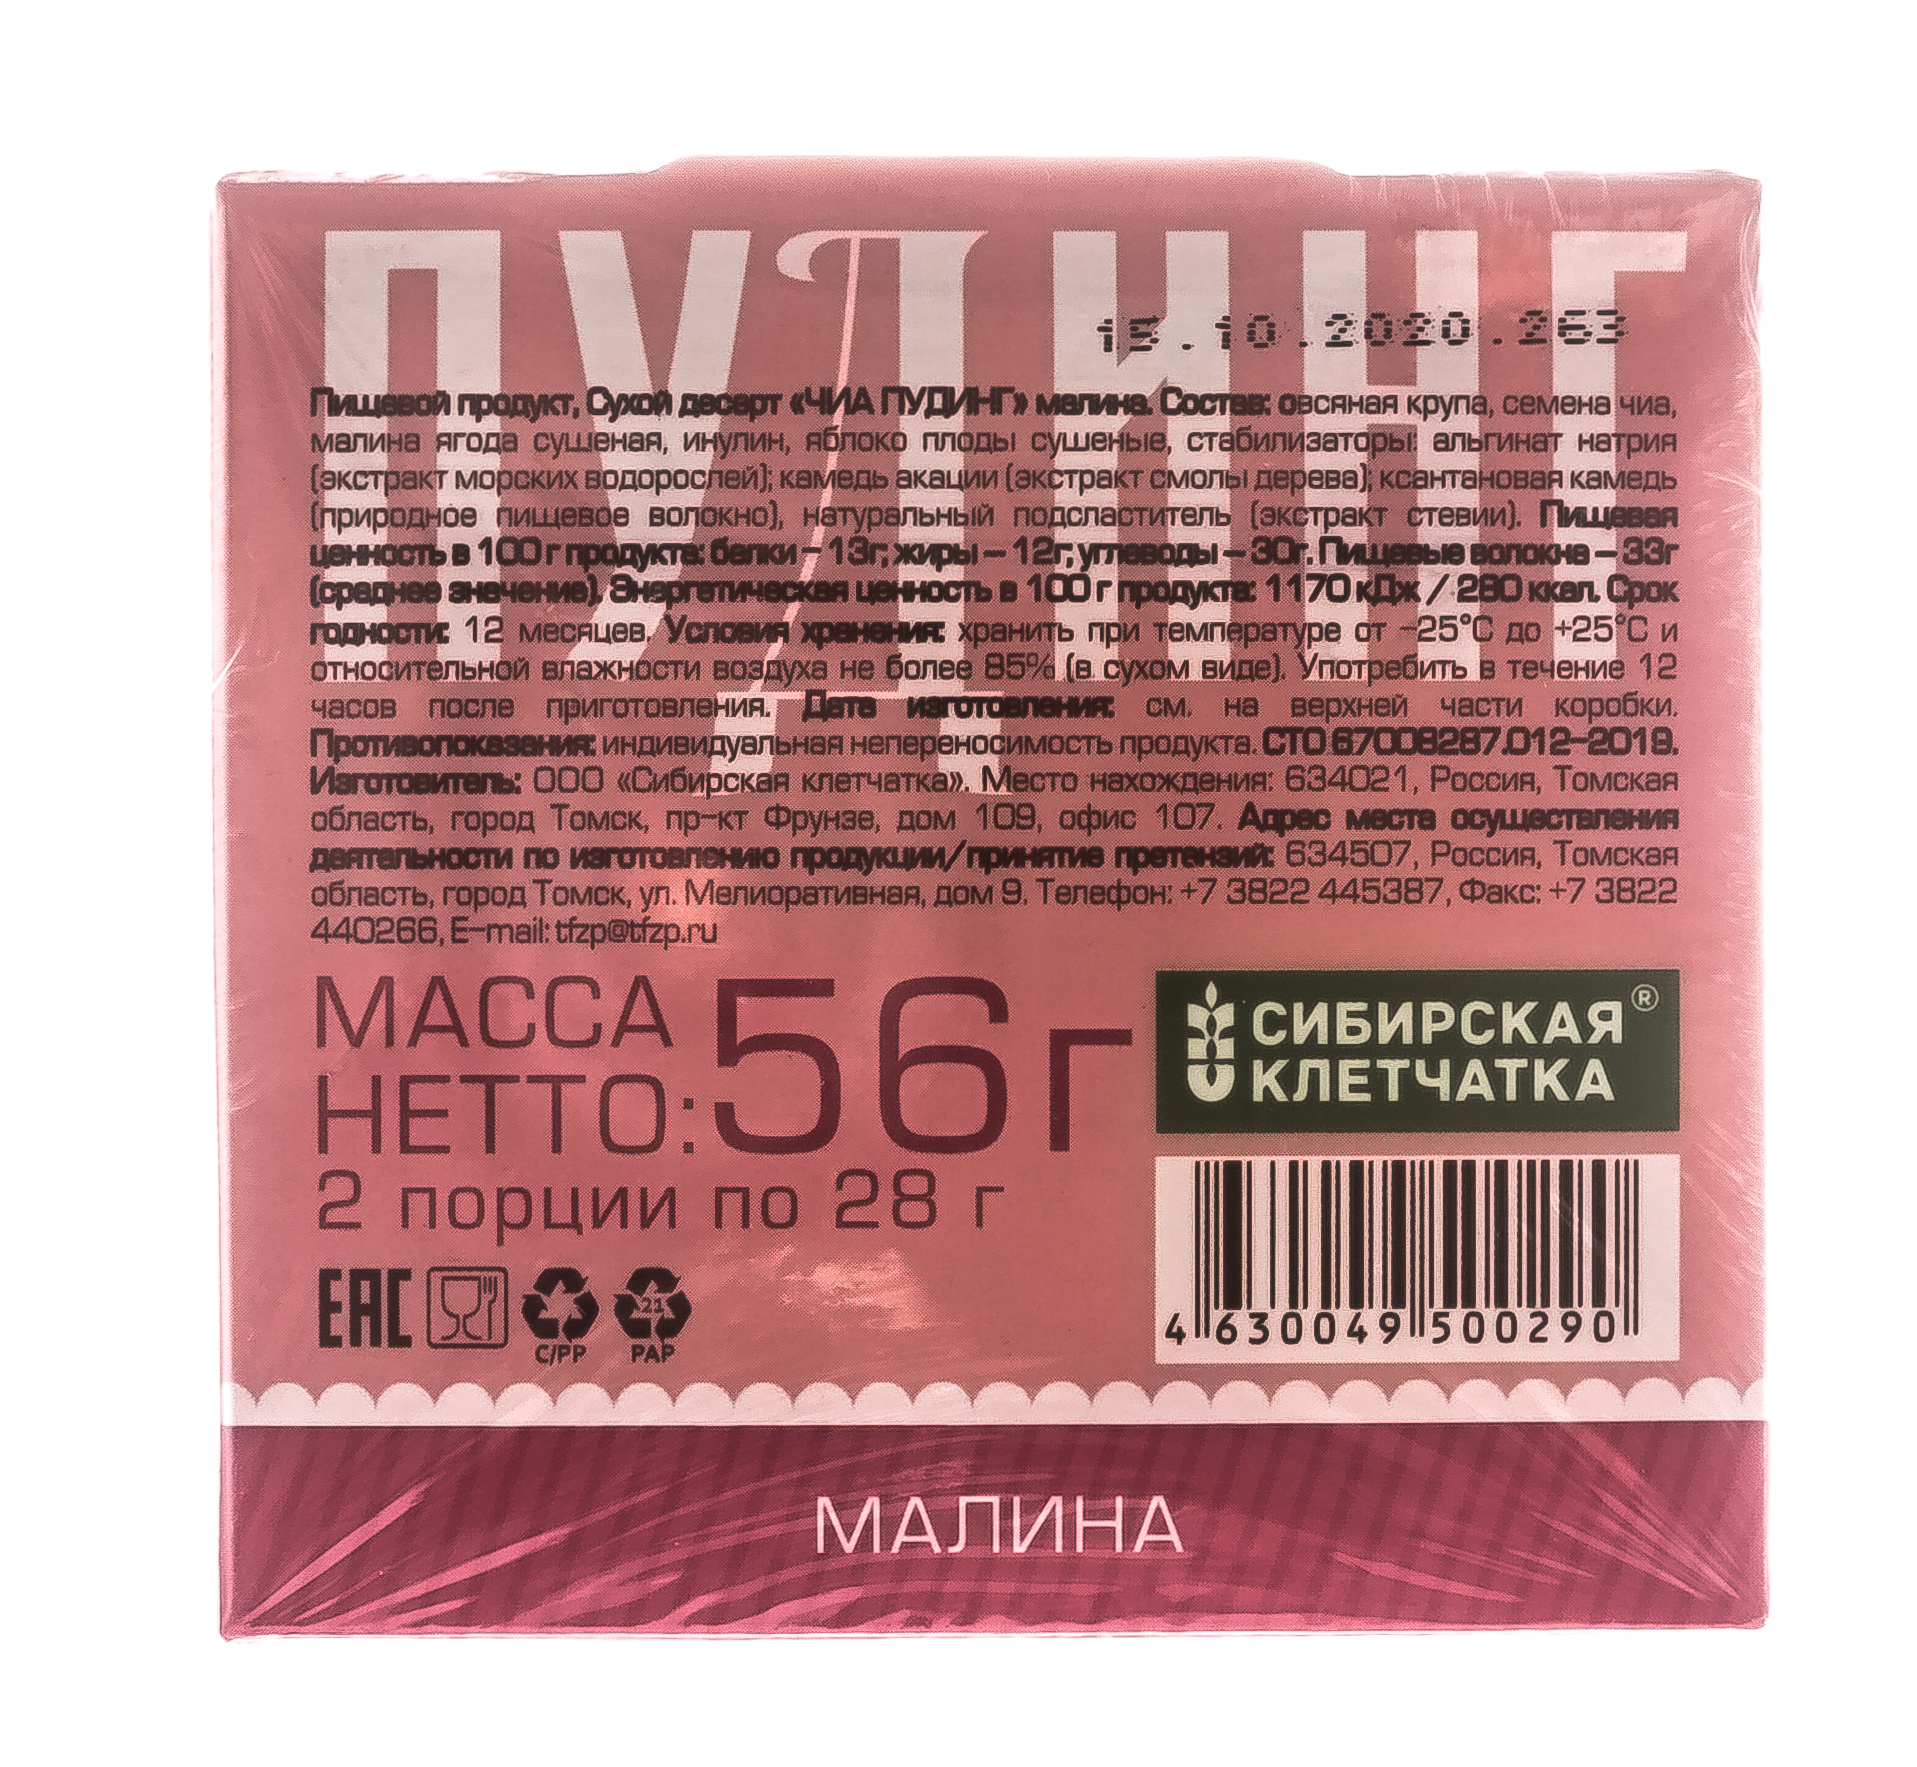 ПУДИНГ
15.10.2020.263
Пищевой продукт, Сухой десерт «ЧИА ПУДИНГ» малина. Состав: овсяная крупа, семена чиа,
малина ягода сушеная, инулин, яблоко плоды сушеные, стабилизаторы: альгинат натрия
(экстракт морских водорослей); камедь акации (экстракт смолы дерева); ксантановая камедь
(природное пищевое волокно), натуральный подсластитель (экстракт стевии). Пищевая
ценность в 100 г продукта: белки – 13г; жиры – 12г; углеводы – 30г. Пищевые волокна – 33г
(среднее значение). Энергетическая ценность в 100 г продукта: 1170 кДж / 280 ккал. Срок
годности: 12 месяцев. Условия хранения: хранить при температуре от -25°C до +25°C и
относительной влажности воздуха не более 85% (в сухом виде). Употребить в течение 12
часов после приготовления. Дата изготовления: см. на верхней части коробки.
Противопоказания: индивидуальная непереносимость продукта. СТО 67008287.012-2019.
Изготовитель: ООО «Сибирская клетчатка». Место нахождения: 634021, Россия, Томская
область, город Томск, пр-кт Фрунзе, дом 109, офис 107. Адрес места осуществления
деятельности по изготовлению продукции/принятие претензий: 634507, Россия, Томская
область, город Томск, ул. Мелиоративная, дом 9. Телефон: +7 3822 445387, Факс: +7 3822
440266, E-mail: tfzp@tfzp.ru
МАССА
НЕТТО: 56г
2 порции по 28 г
СИБИРСКАЯ®
КЛЕТЧАТКА
EAC
21
C/PP PAP
4 630049 500290
МАЛИНА